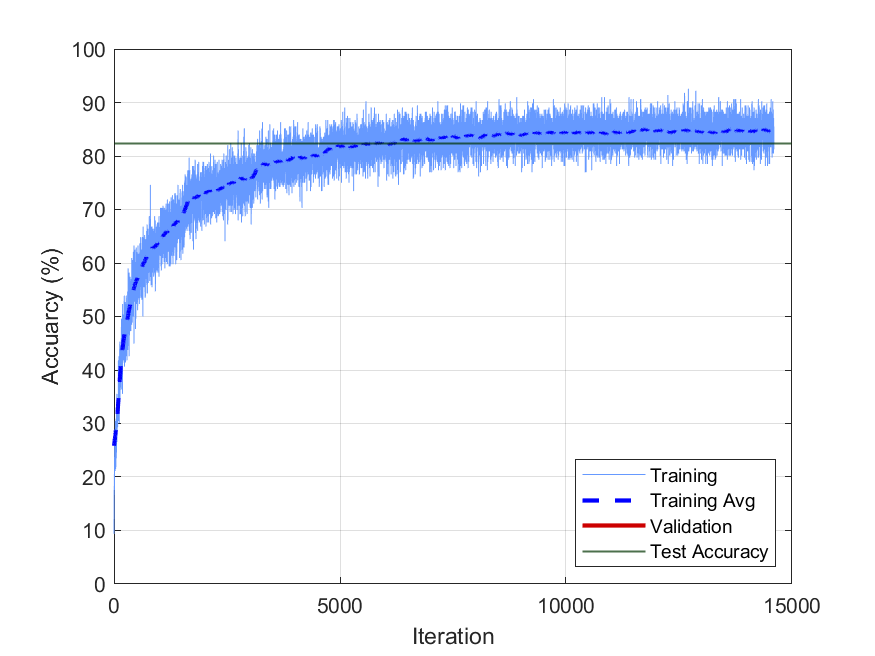 100
90
80
70
60
50
40
30
20
10
0
Accuarcy (%)
0 5000 10000 15000
Iteration
Training
Training Avg
Validation
Test Accuracy